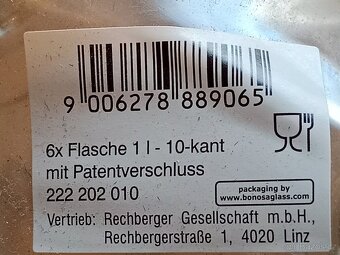 9 006278 889065
6x Flasche 1 l - 10-kant
mit Patentverschluss
222 202 010
packaging by
www.bonosaglass.com
Vertrieb: Rechberger Gesellschaft m.b.H.,
Rechbergerstraße 1, 4020 Linz